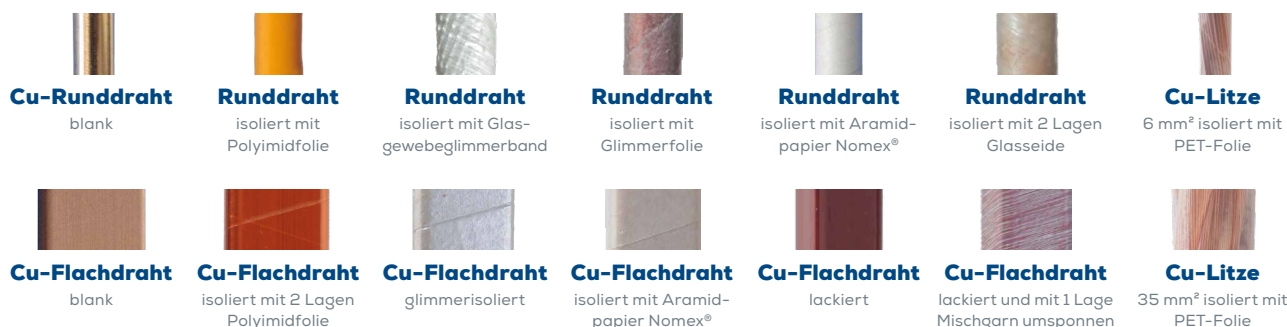 Cu-Runddraht
blank
Runddraht
isoliert mit
Polyimidfolie
Runddraht
isoliert mit Glas-
gewebeglimmerband
Runddraht
isoliert mit
Glimmerfolie
Runddraht
isoliert mit Aramid-
papier Nomex®
Runddraht
isoliert mit 2 Lagen
Glasseide
Cu-Litze
6 mm² isoliert mit
PET-Folie
Cu-Flachdraht
blank
Cu-Flachdraht
isoliert mit 2 Lagen
Polyimidfolie
Cu-Flachdraht
glimmerisoliert
Cu-Flachdraht
isoliert mit Aramid-
papier Nomex®
Cu-Flachdraht
lackiert
Cu-Flachdraht
lackiert und mit 1 Lage
Mischgarn umsponnen
Cu-Litze
35 mm² isoliert mit
PET-Folie